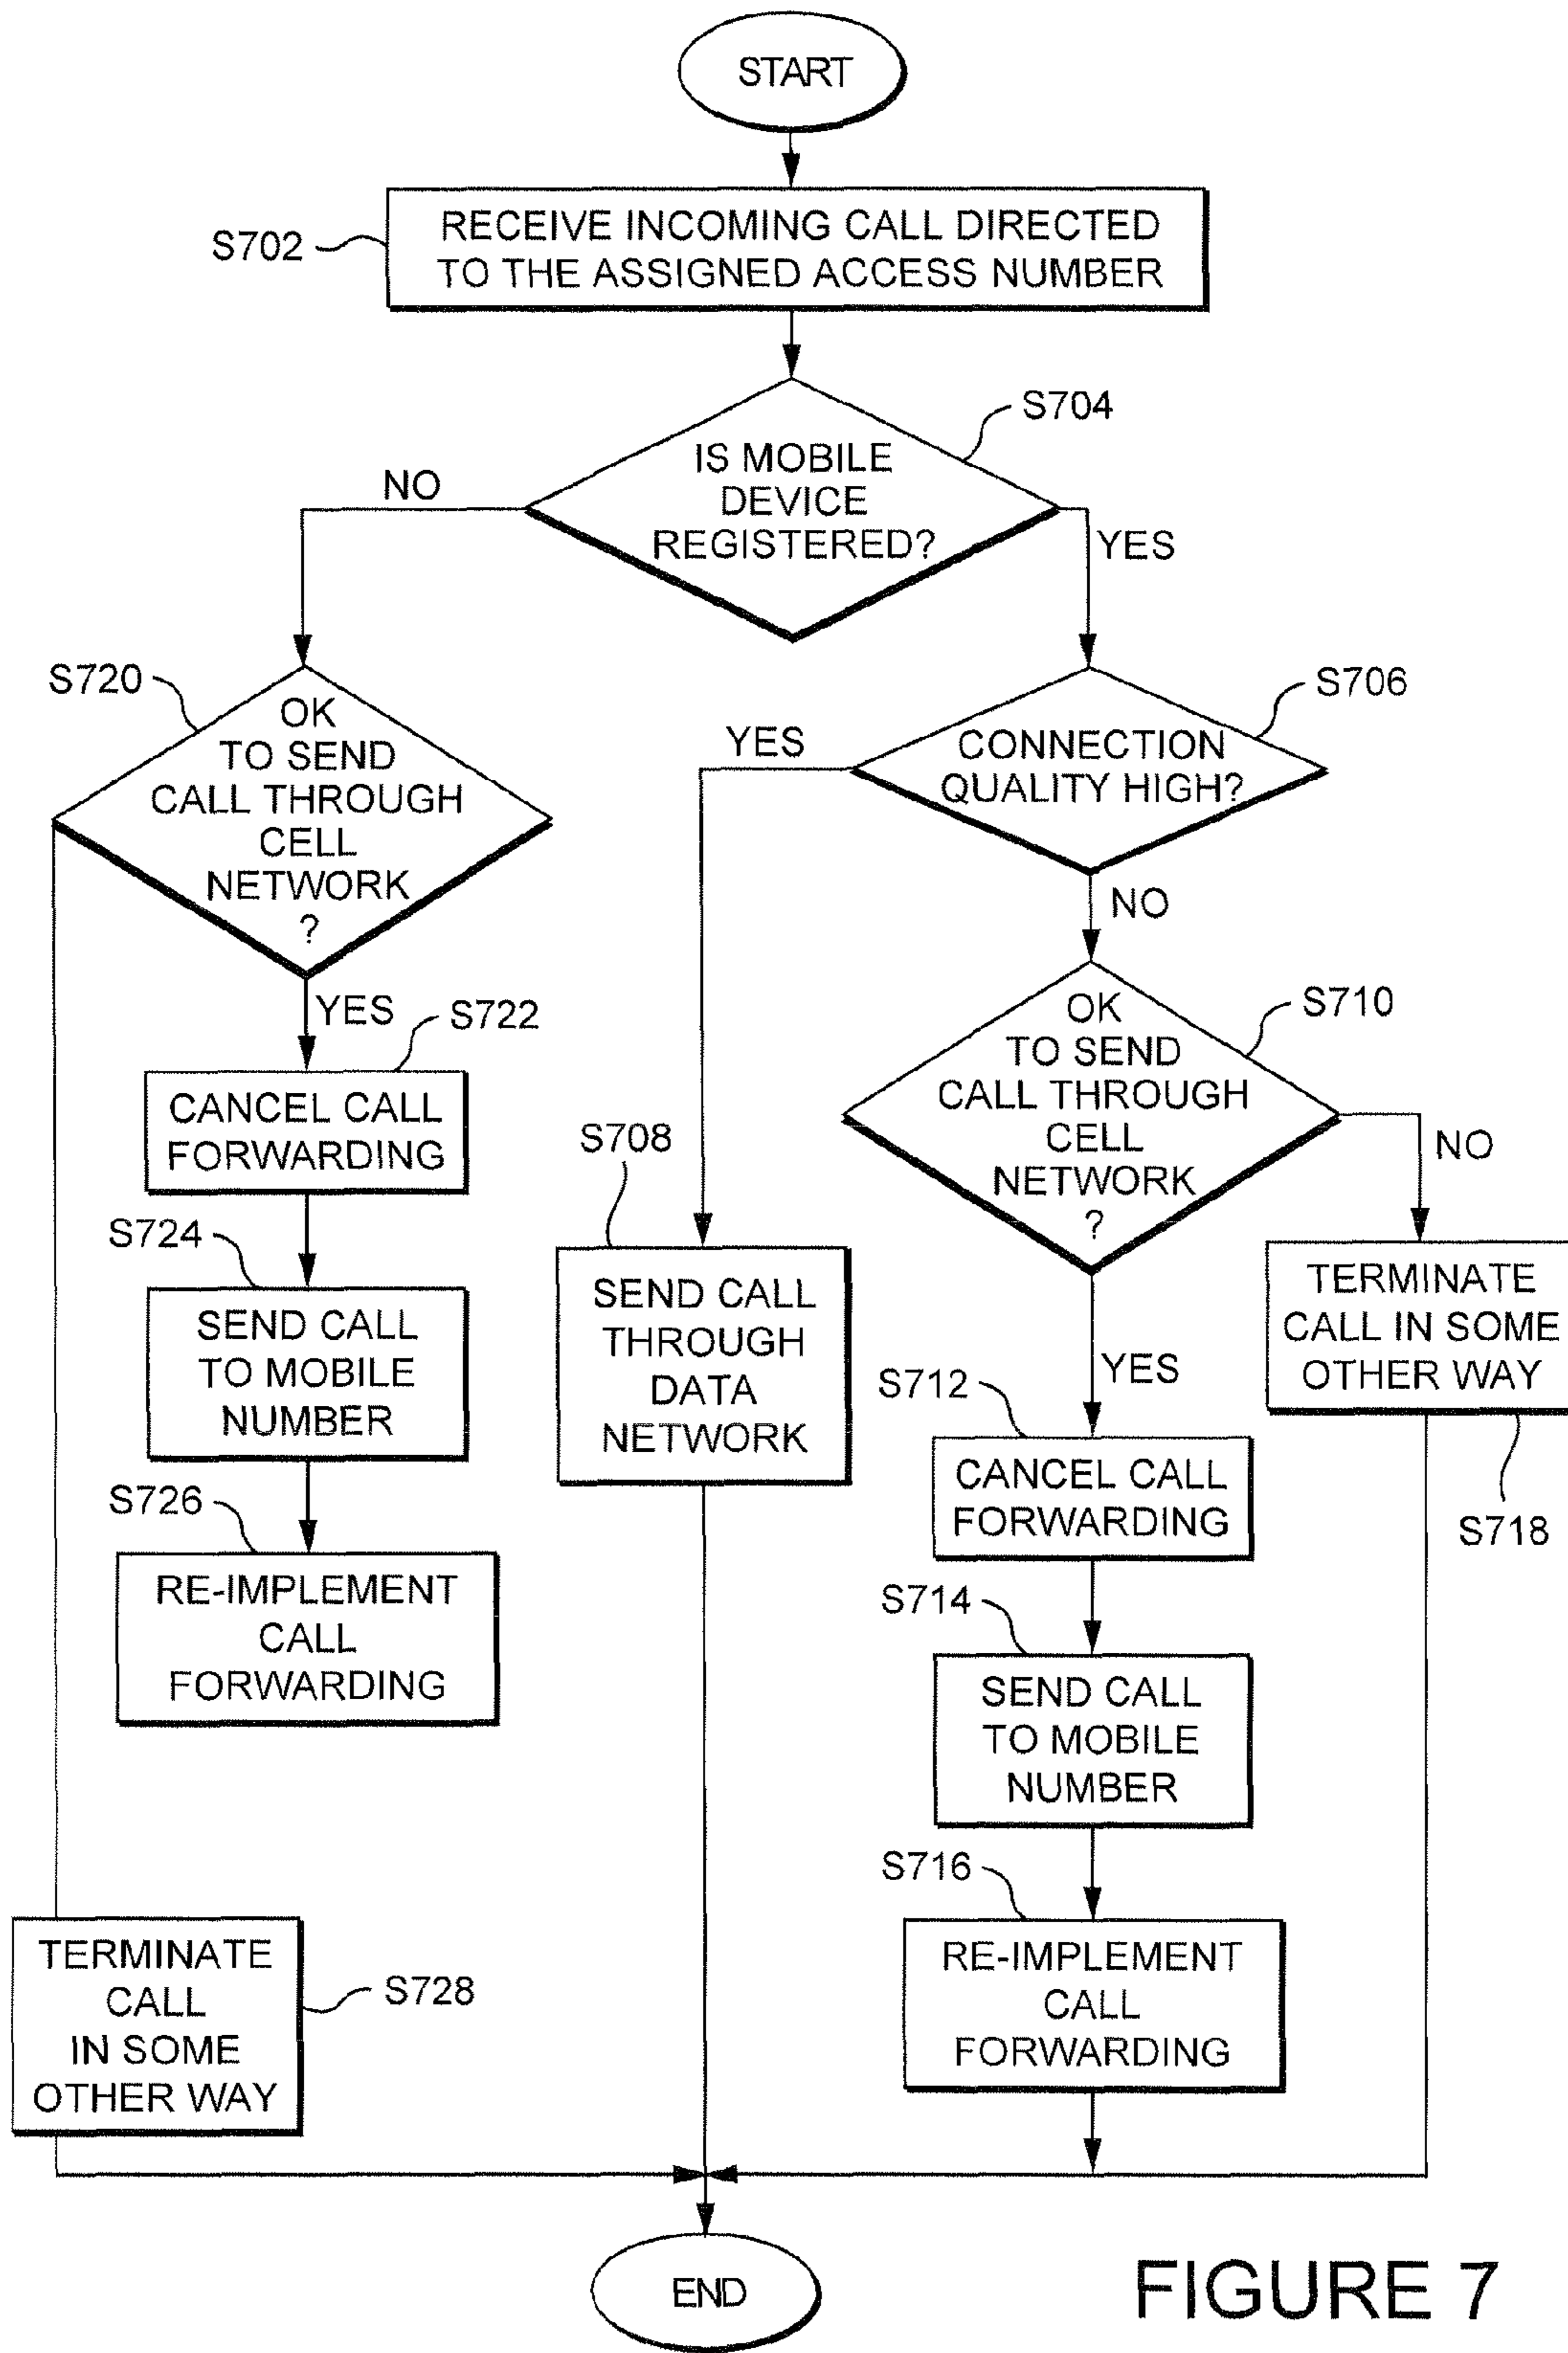 START
S702
RECEIVE INCOMING CALL DIRECTED
TO THE ASSIGNED ACCESS NUMBER
S704
IS MOBILE
DEVICE
REGISTERED?
NO
YES
S720
OK
TO SEND
CALL THROUGH
CELL
NETWORK
?
S706
CONNECTION
QUALITY HIGH?
YES
NO
YES
S722
CANCEL CALL
FORWARDING
S710
OK
TO SEND
CALL THROUGH
CELL
NETWORK
?
NO
S708
SEND CALL
THROUGH
DATA
NETWORK
S724
SEND CALL
TO MOBILE
NUMBER
TERMINATE
CALL IN SOME
OTHER WAY
S718
YES
S712
CANCEL CALL
FORWARDING
S726
RE-IMPLEMENT
CALL
FORWARDING
S714
SEND CALL
TO MOBILE
NUMBER
S716
RE-IMPLEMENT
CALL
FORWARDING
TERMINATE
CALL
IN SOME
OTHER WAY
S728
END
FIGURE 7